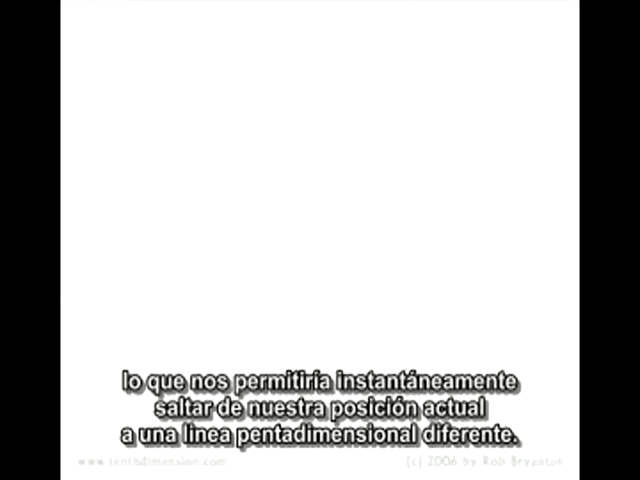 lo que nos permitiría instantáneamente
saltar de nuestra posición actual
a una linea pentadimensional diferente.
www.tenthdimension.com (c) 2006 by Rob Bryanton